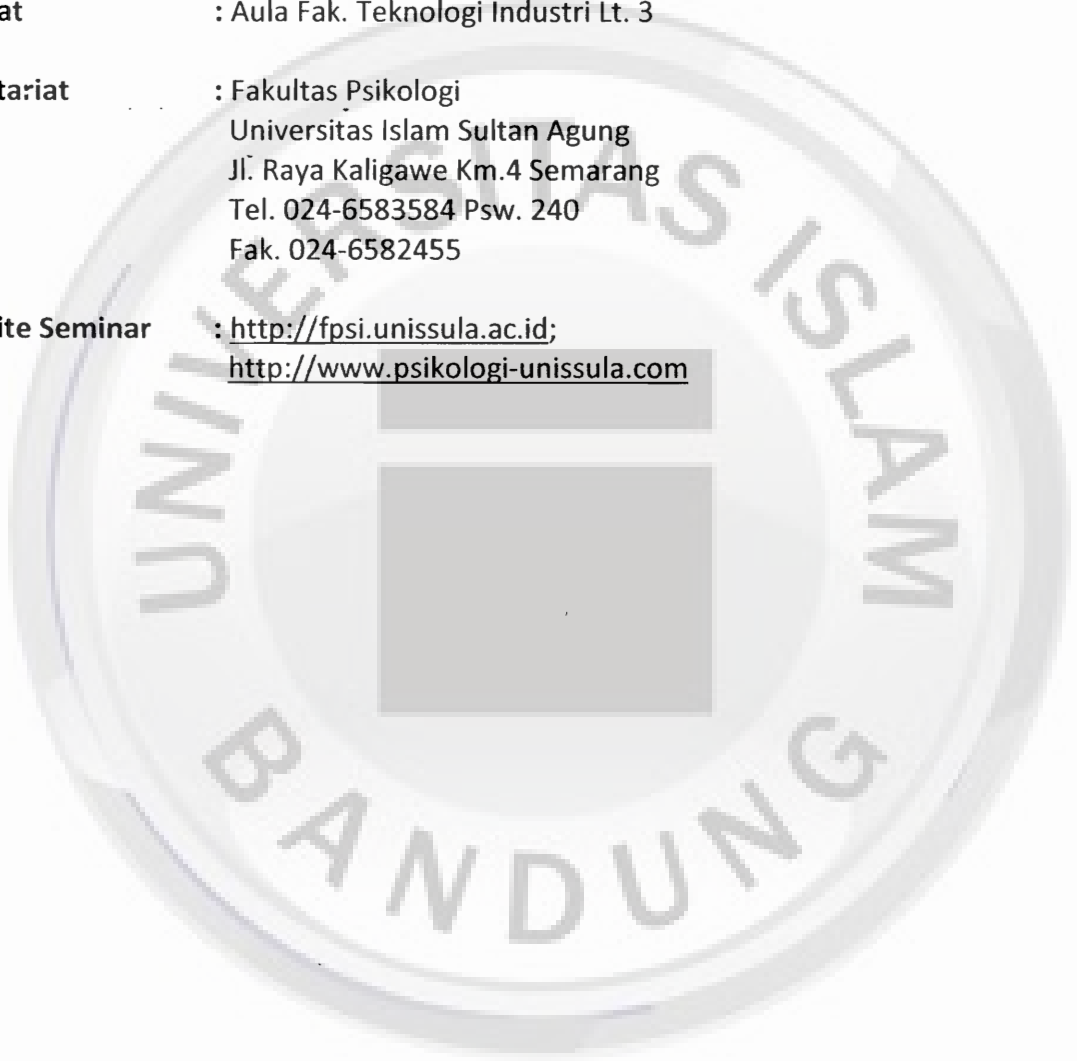 at : Aula Fak. Teknologi Industri Lt. 3
tariat : Fakultas Psikologi
Universitas Islam Sultan Agung
Jl. Raya Kaligawe Km.4 Semarang
Tel. 024-6583584 Psw. 240
Fak. 024-6582455
ite Seminar : http://fpsi.unissula.ac.id;
http://www.psikologi-unissula.com
UNIVERSITAS ISLAM
BANDUNG